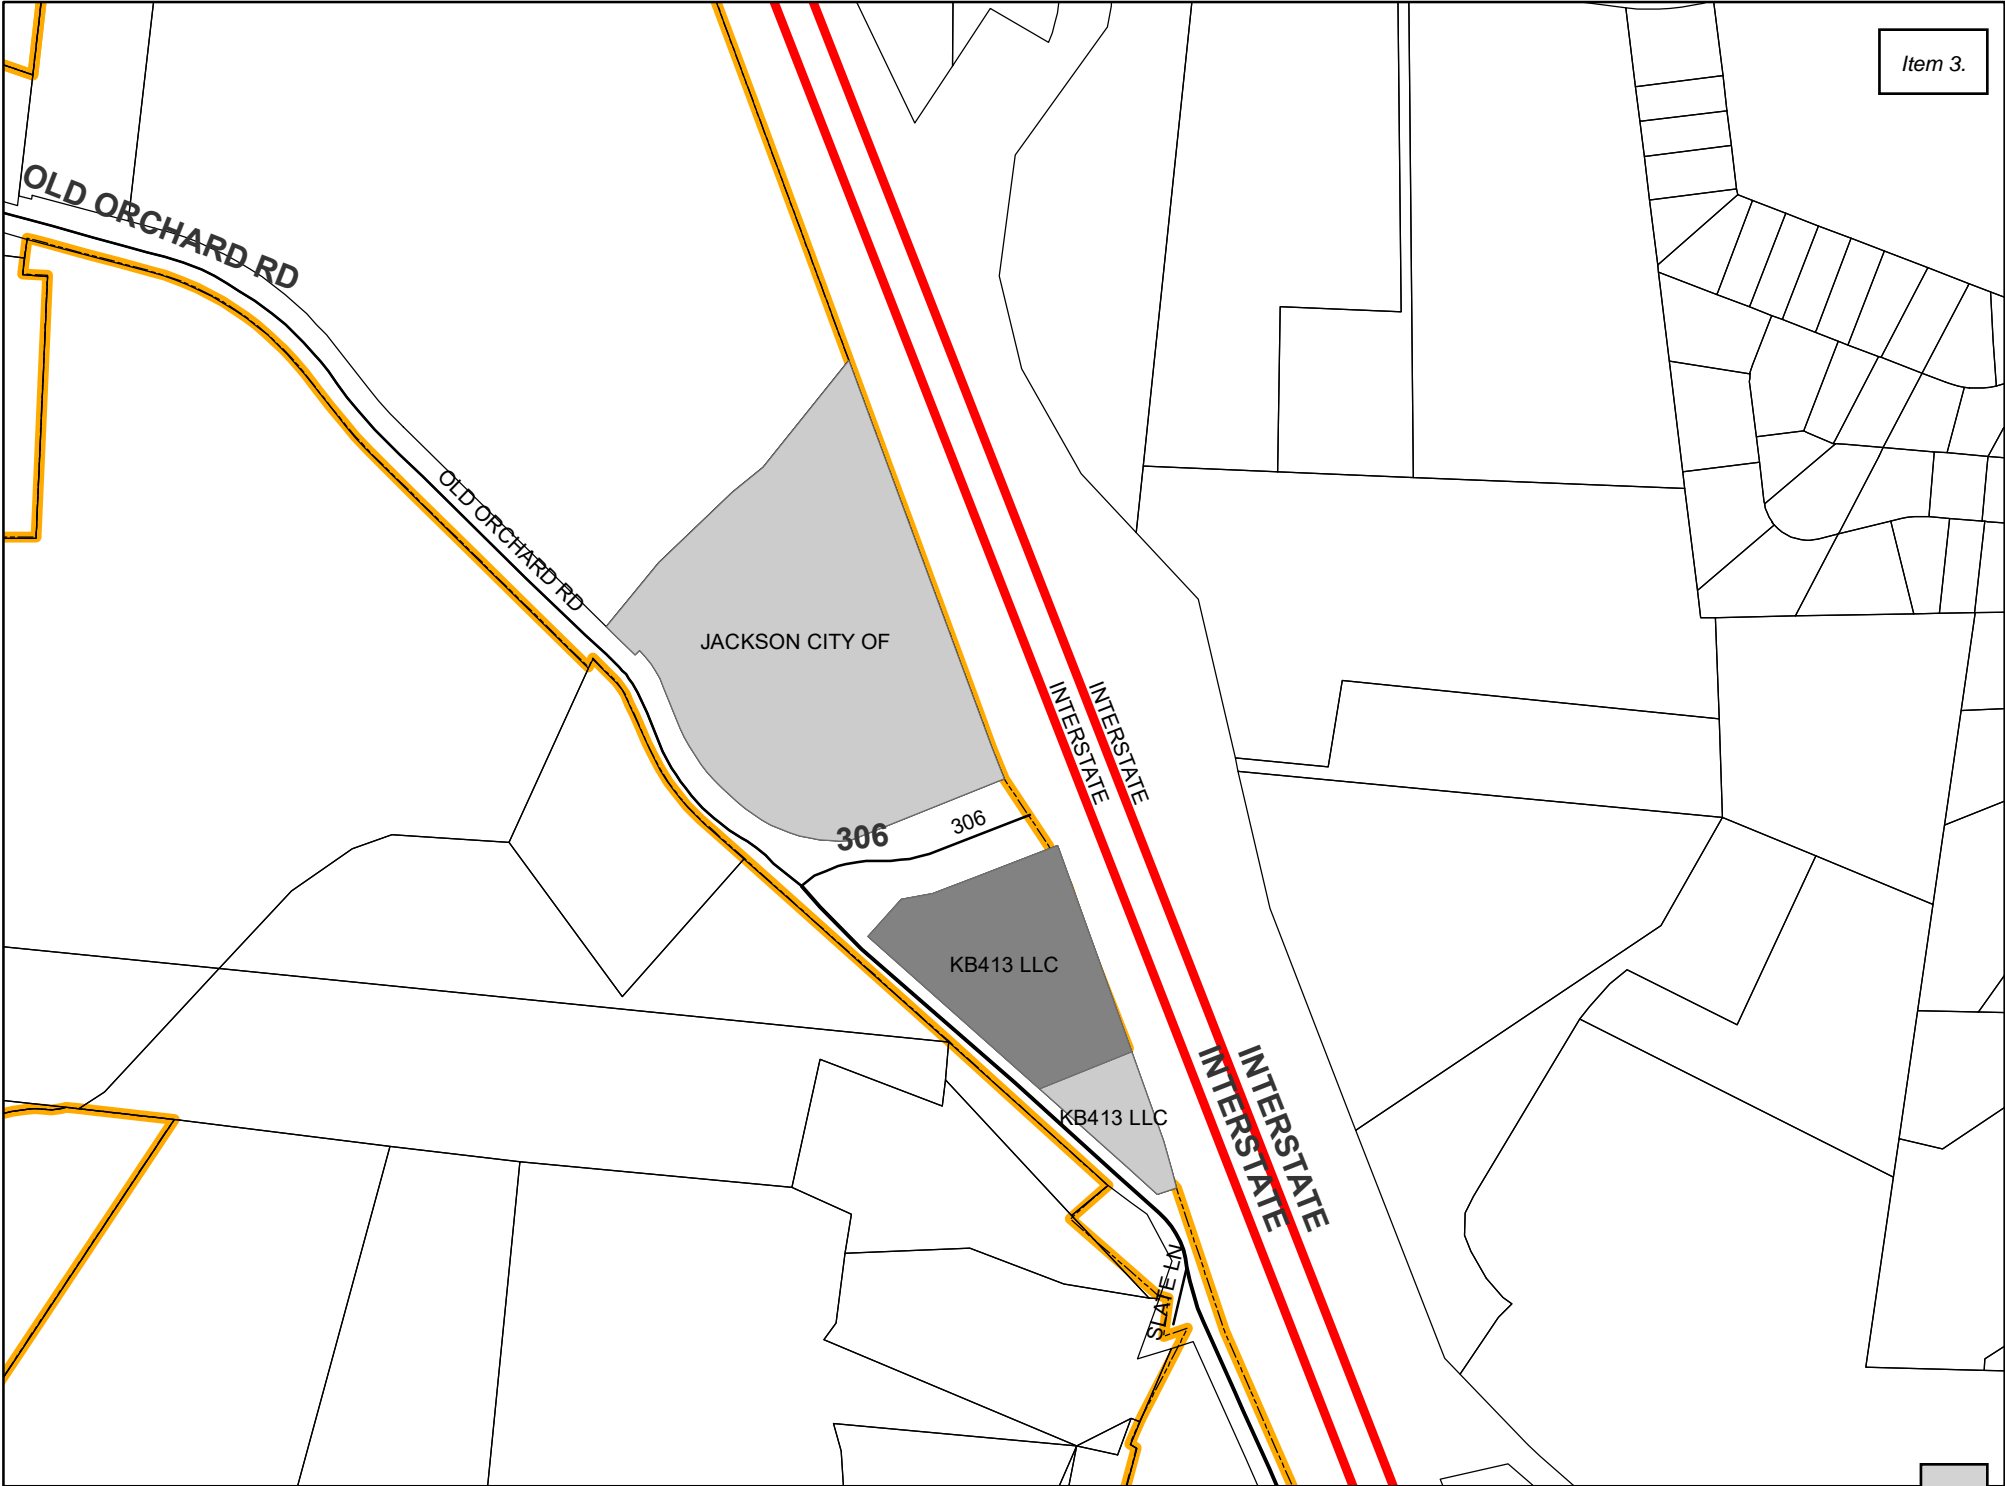 Item 3.
OLD ORCHARD RD
OLD ORCHARD RD
JACKSON CITY OF
INTERSTATE
INTERSTATE
306
306
KB413 LLC
KB413 LLC
INTERSTATE
INTERSTATE
SLATE LN